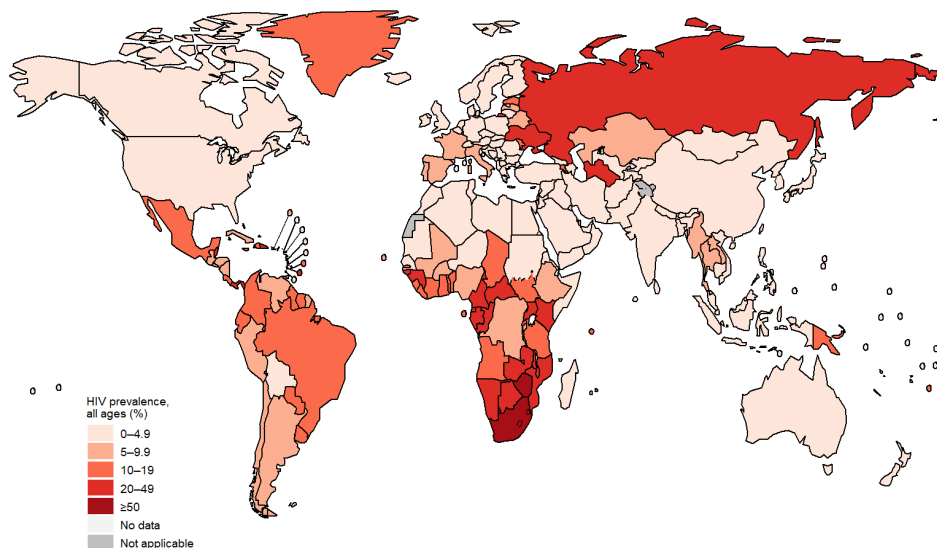 HIV prevalence,
all ages (%)
0–4.9
5–9.9
10–19
20–49
≥50
No data
Not applicable